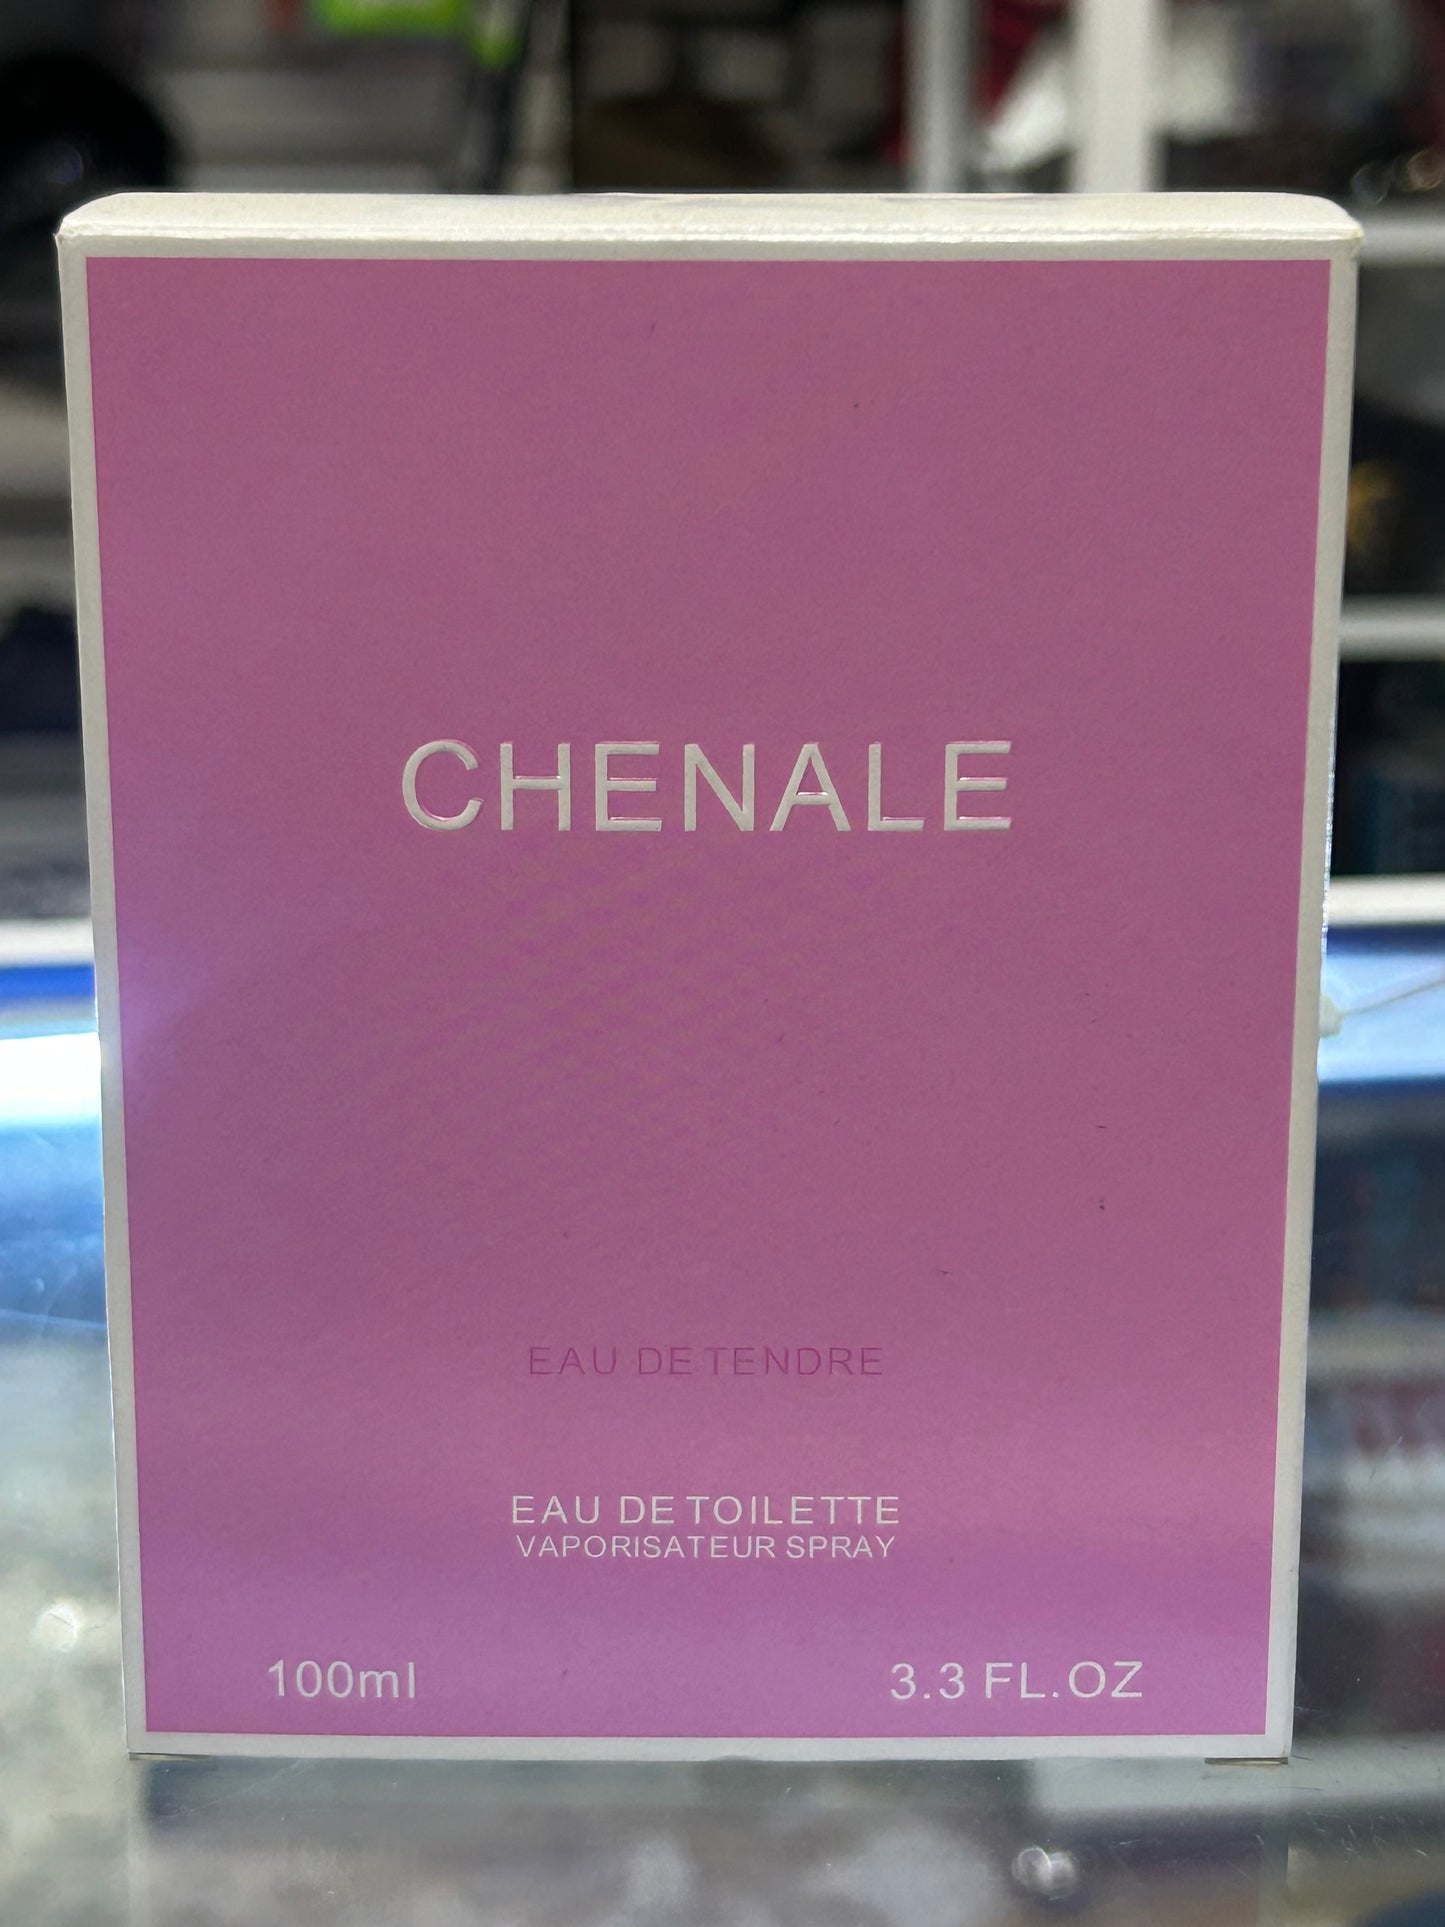 CHENALE
EAU DE TENDRE
EAU DE TOILETTE
VAPORISATEUR SPRAY
100ml
3.3 FL.OZ